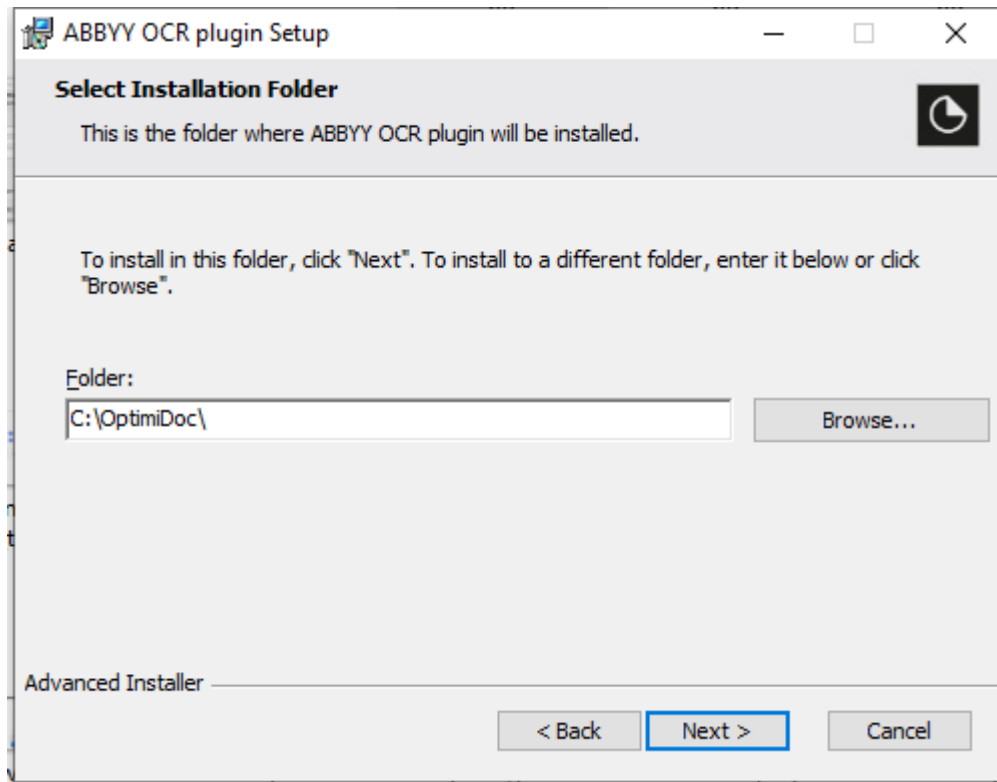 ABBYY OCR plugin Setup
Select Installation Folder
This is the folder where ABBYY OCR plugin will be installed.
To install in this folder, click "Next". To install to a different folder, enter it below or click
"Browse".
Folder:
C:\OptimiDoc\
Browse...
Advanced Installer
< Back
Next >
Cancel